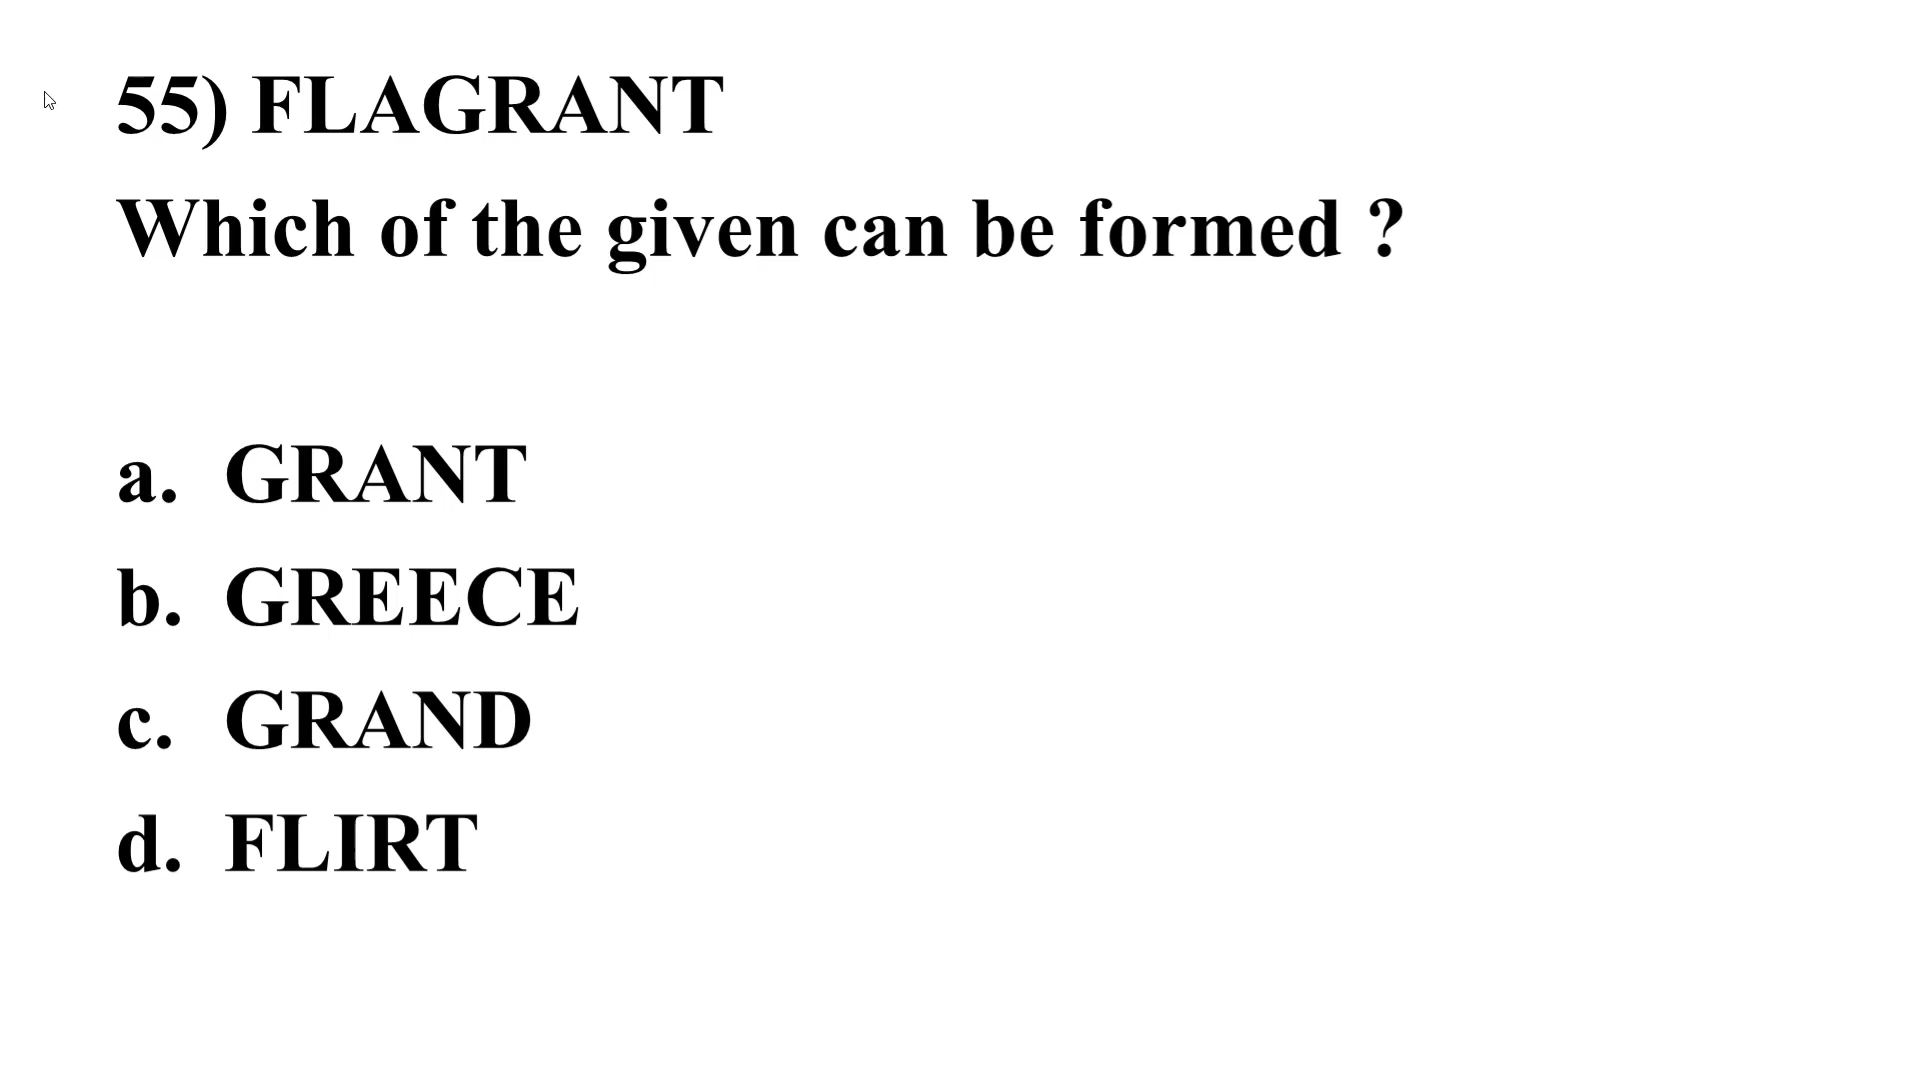 55) FLAGRANT
Which of the given can be formed ?
a. GRANT
b. GREECE
c. GRAND
d. FLIRT